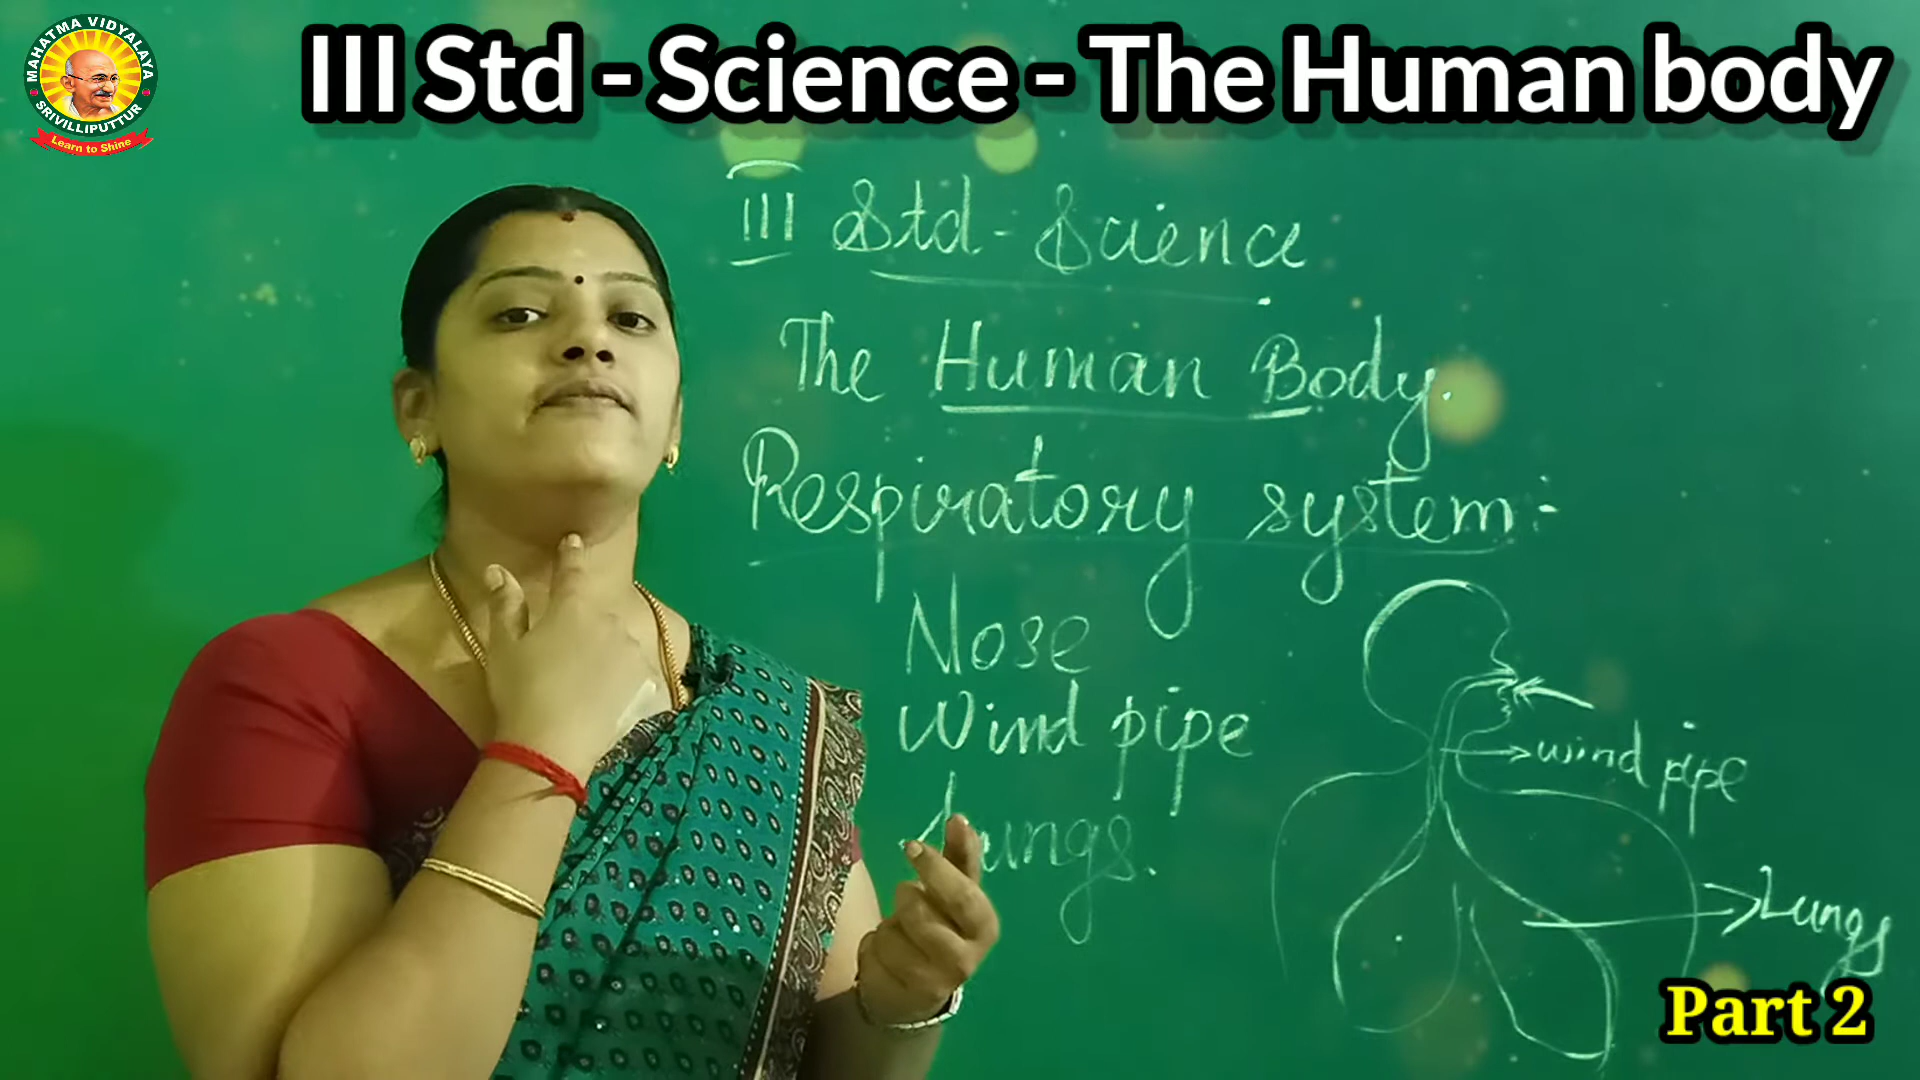 MAHATMA VIDYALAYA
SRIVILLIPUTTUR
Learn to Shine
III Std - Science - The Human body
III Std - Science
The Human Body.
Respiratory system :-
Nose
Wind pipe
Lungs.
wind pipe
Lungs
Part 2